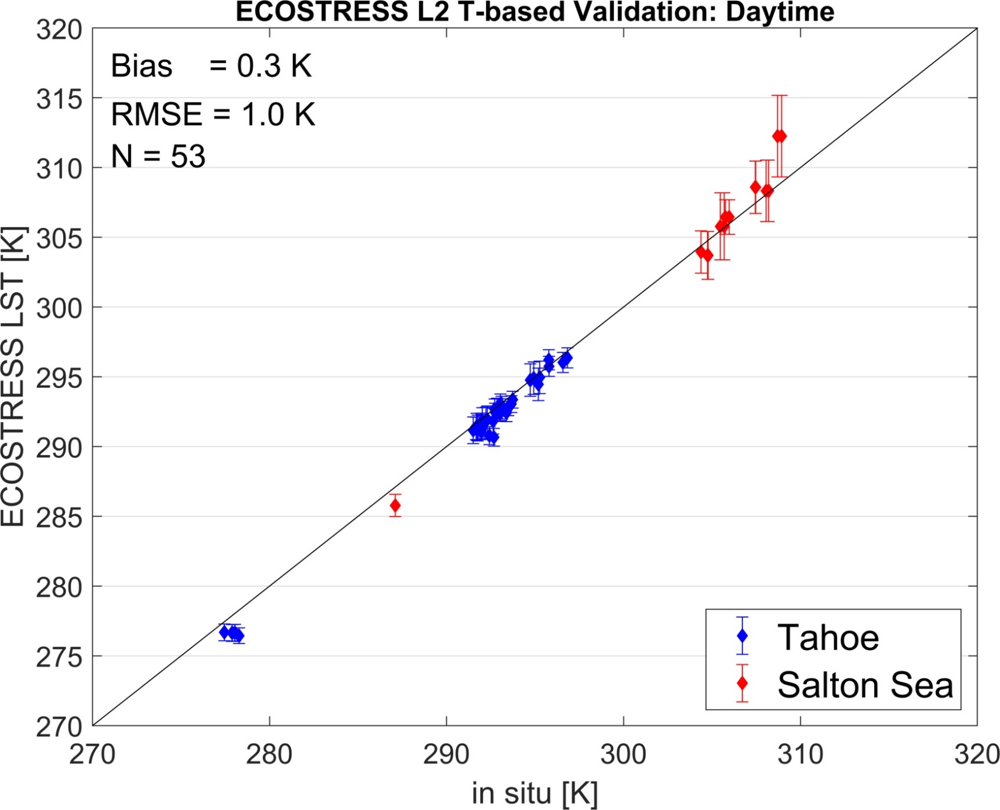 ECOSTRESS L2 T-based Validation: Daytime
Bias = 0.3 K
RMSE = 1.0 K
N = 53
ECOSTRESS LST [K]
320
315
310
305
300
295
290
285
280
275
270
Tahoe
Salton Sea
270 280 290 300 310 320
in situ [K]